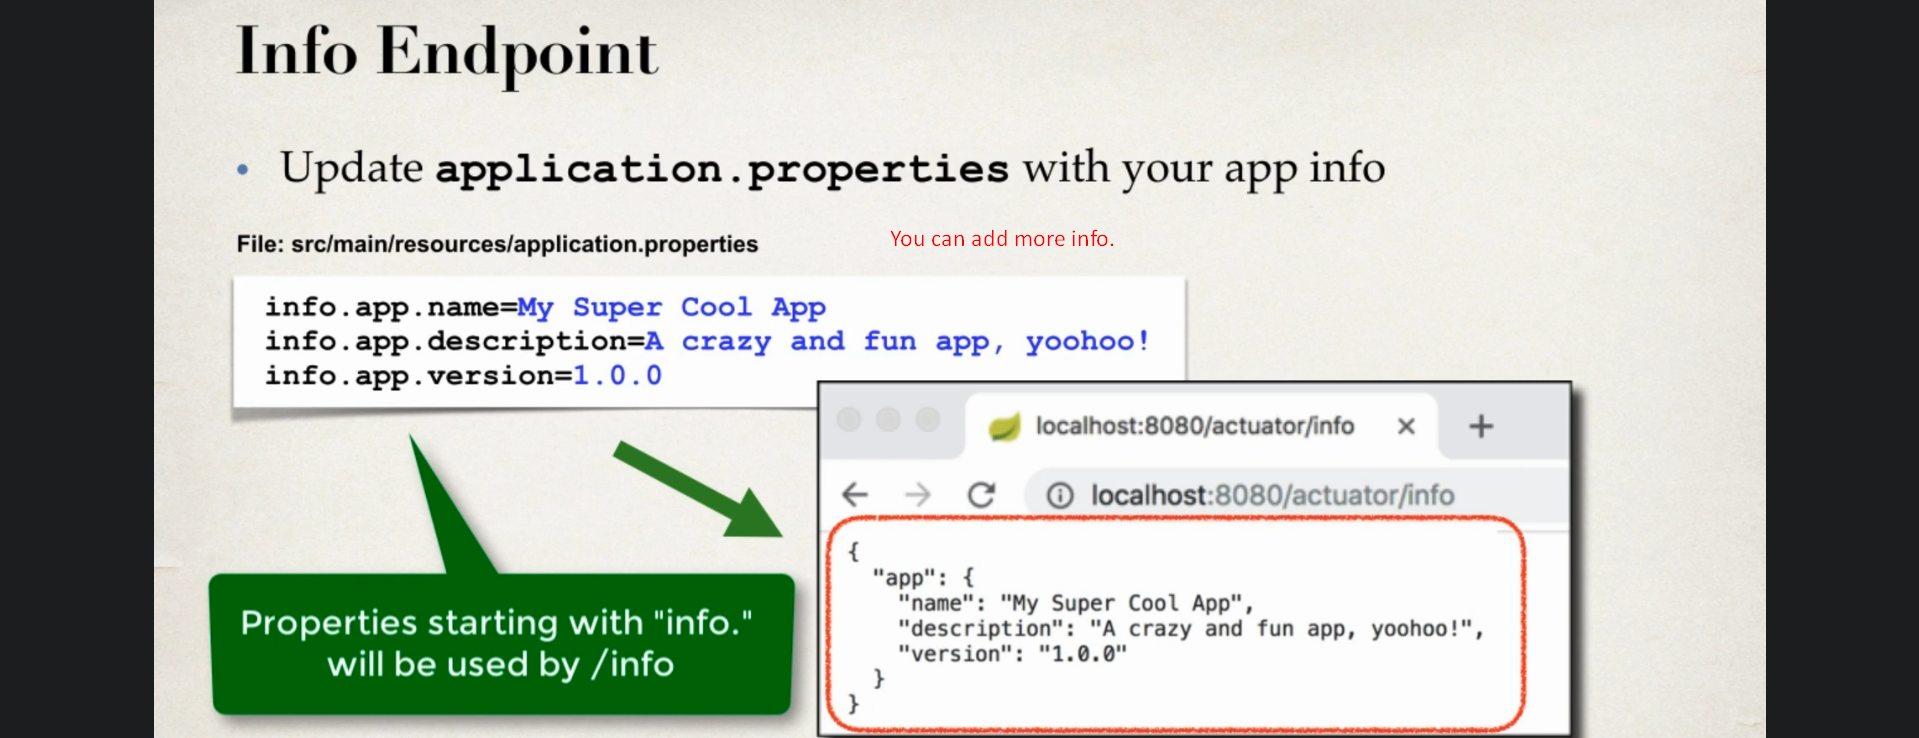 Info Endpoint
• Update application.properties with your app info
File: src/main/resources/application.properties
You can add more info.
info.app.name=My Super Cool App
info.app.description=A crazy and fun app, yoohoo!
info.app.version=1.0.0
localhost:8080/actuator/info
localhost:8080/actuator/info
{
"app": {
"name": "My Super Cool App",
"description": "A crazy and fun app, yoohoo!",
"version": "1.0.0"
}
}
Properties starting with "info."
will be used by /info